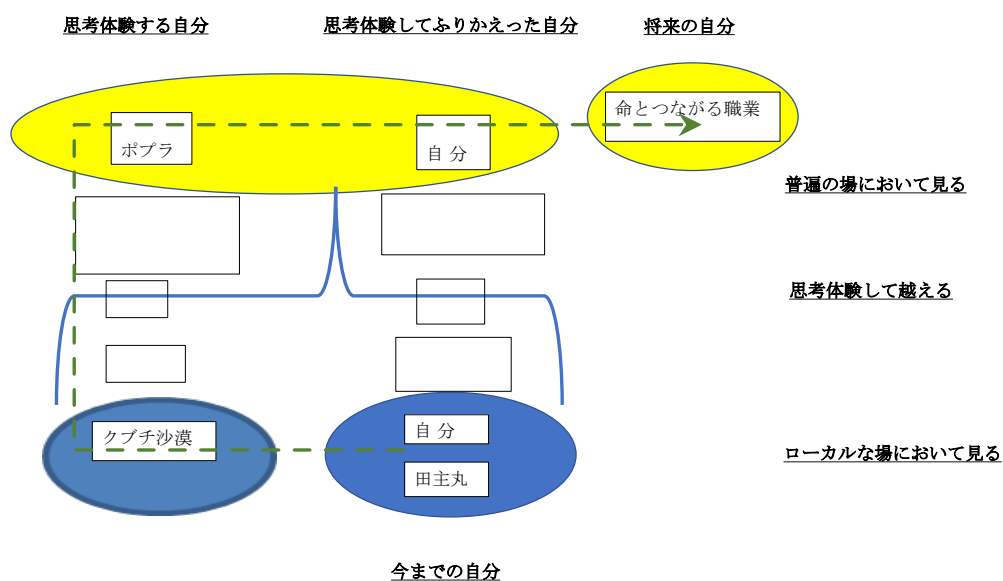 思考体験する自分
思考体験してふりかえった自分
将来の自分
命とつながる職業
ポプラ
自 分
普遍の場において見る
思考体験して越える
自 分
クブチ沙漠
ローカルな場において見る
田主丸
今までの自分